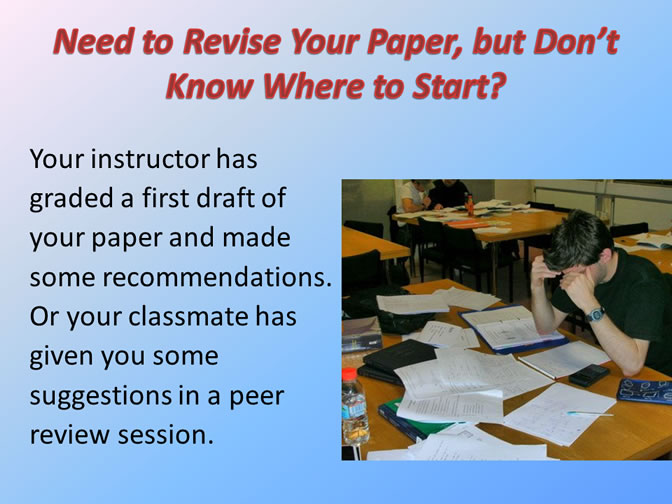 Need to Revise Your Paper, but Don’t
Know Where to Start?
Your instructor has
graded a first draft of
your paper and made
some recommendations.
Or your classmate has
given you some
suggestions in a peer
review session.